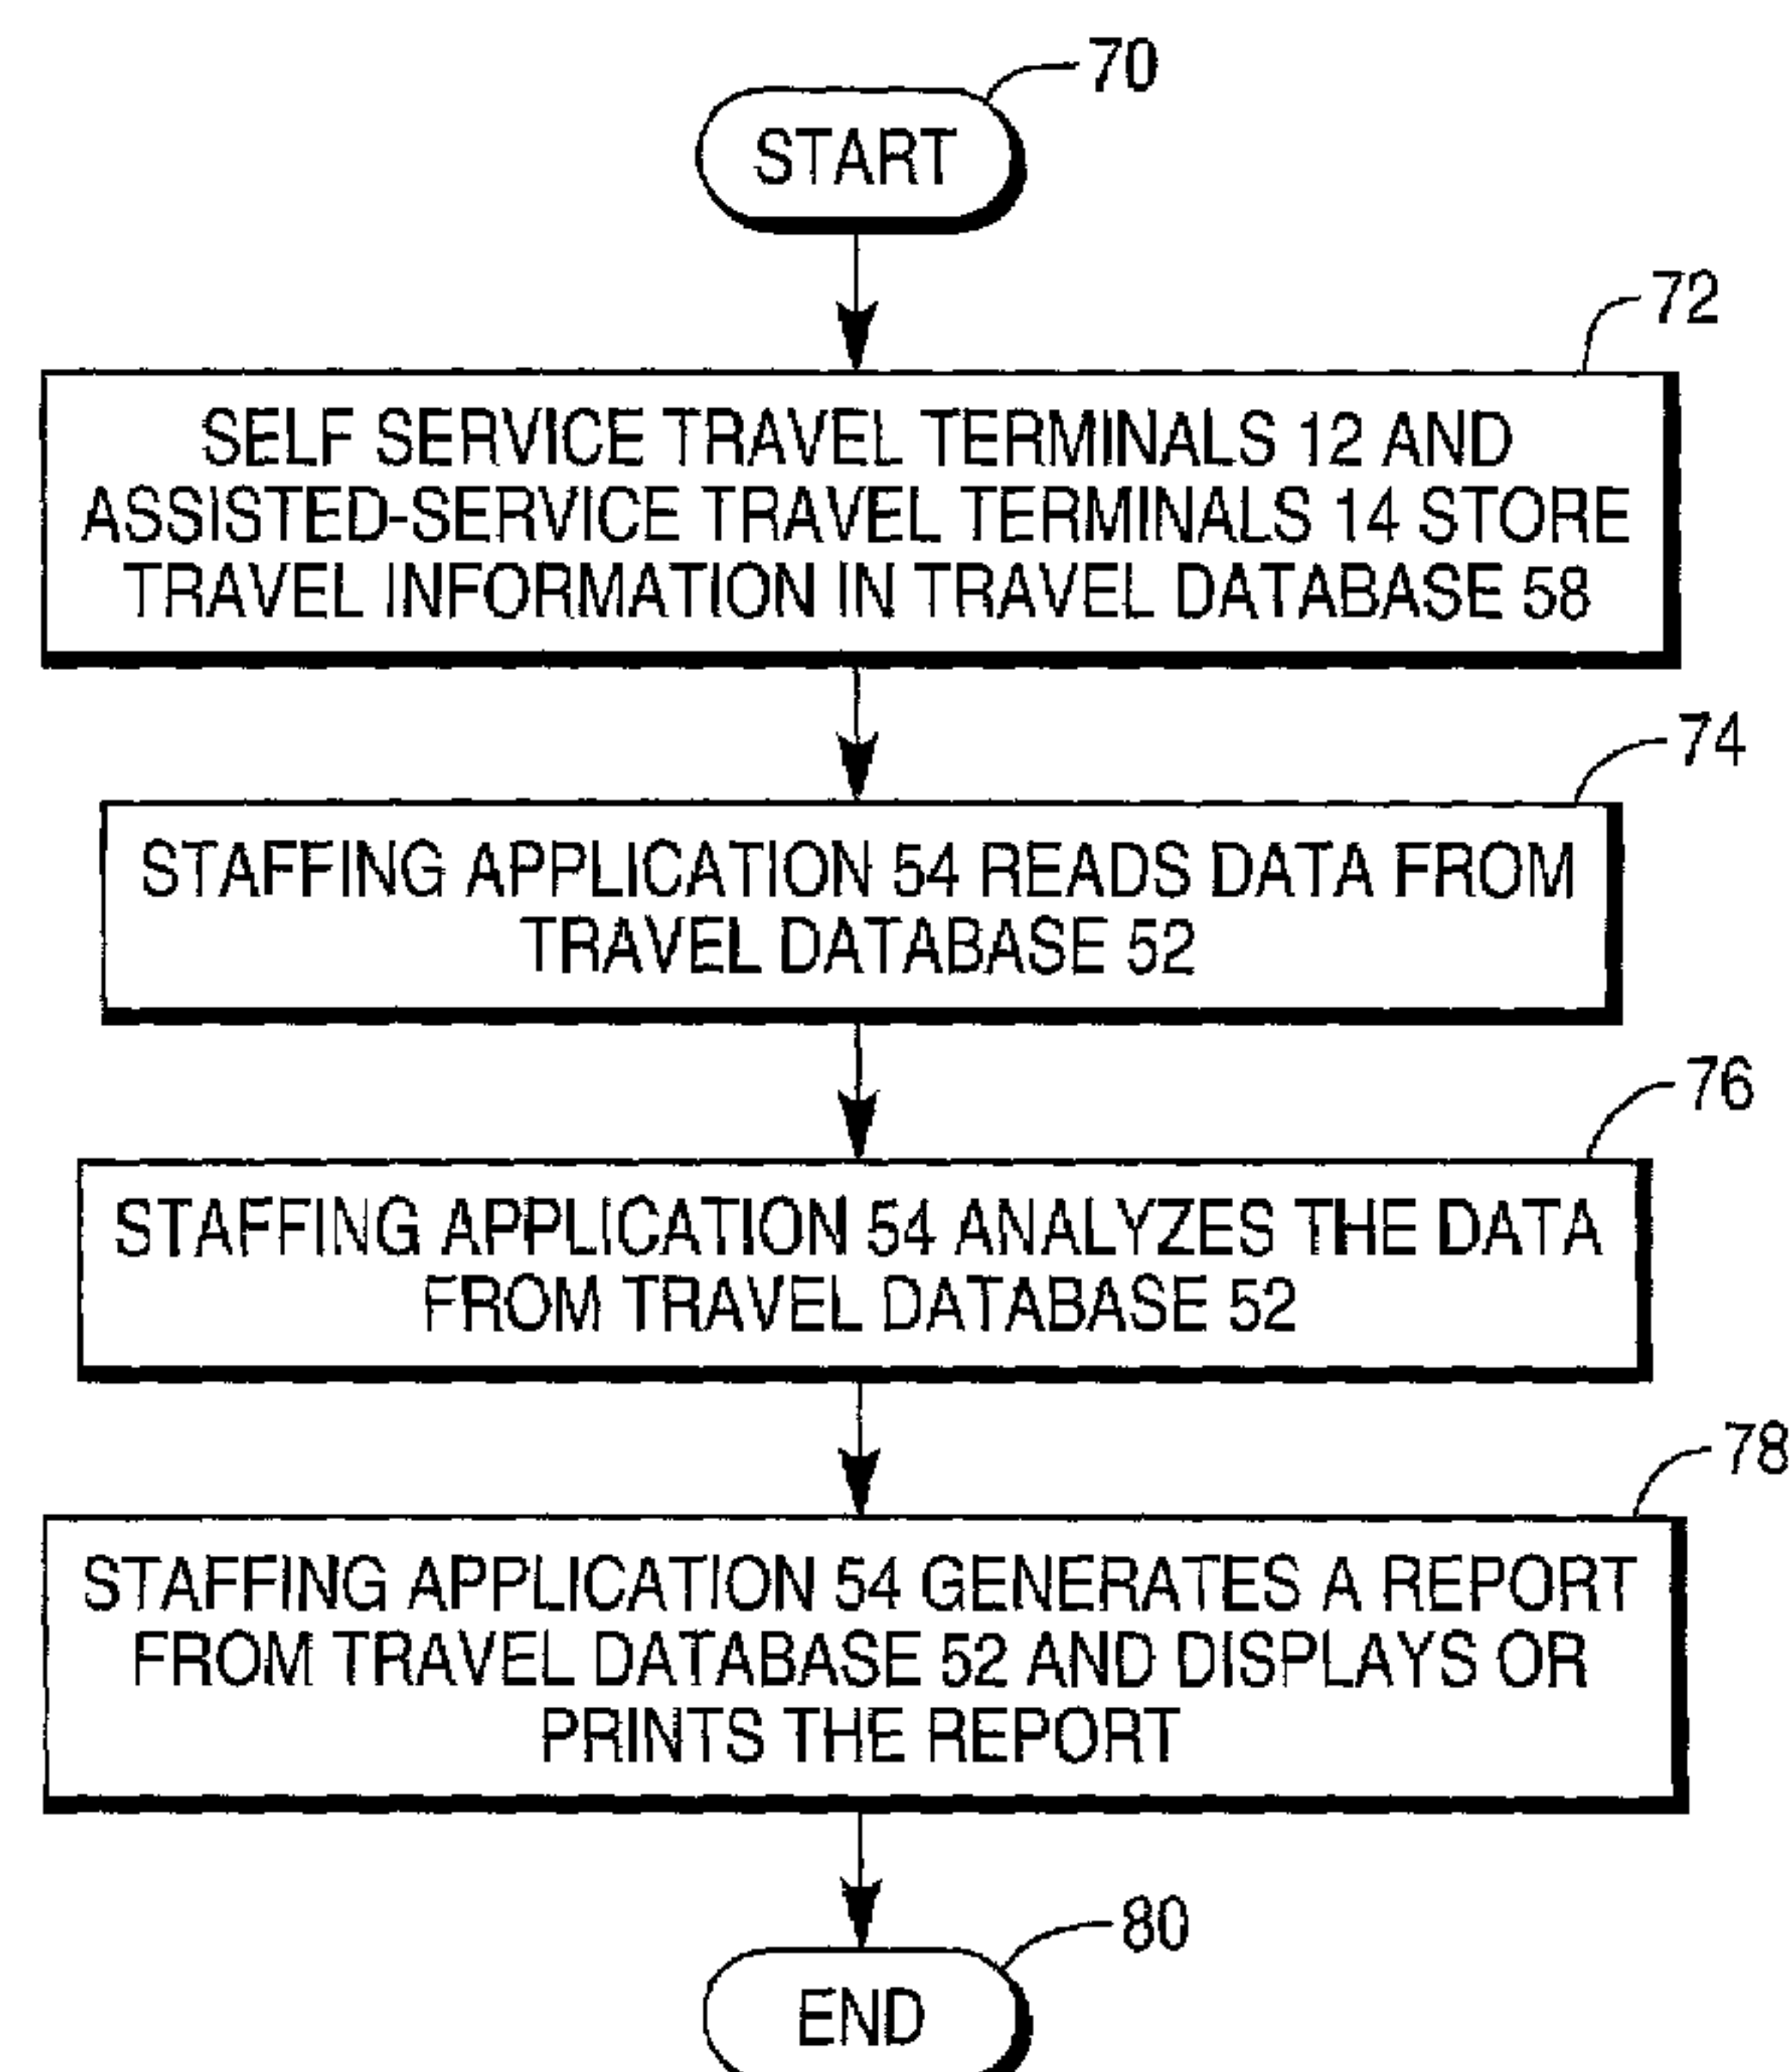 70
START
72
SELF SERVICE TRAVEL TERMINALS 12 AND
ASSISTED-SERVICE TRAVEL TERMINALS 14 STORE
TRAVEL INFORMATION IN TRAVEL DATABASE 58
74
STAFFING APPLICATION 54 READS DATA FROM
TRAVEL DATABASE 52
76
STAFFING APPLICATION 54 ANALYZES THE DATA
FROM TRAVEL DATABASE 52
78
STAFFING APPLICATION 54 GENERATES A REPORT
FROM TRAVEL DATABASE 52 AND DISPLAYS OR
PRINTS THE REPORT
80
END